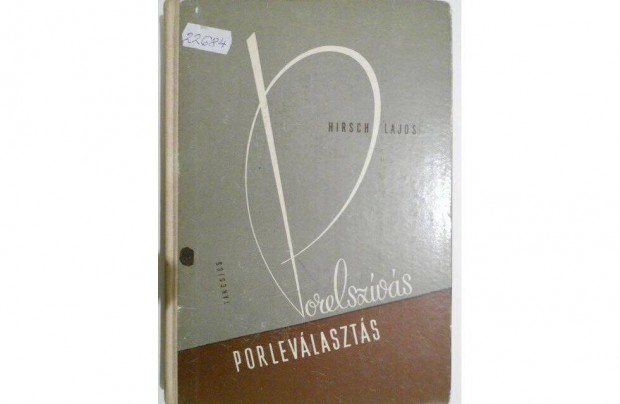 22684
HIRSCH LAJOS
Porelszívás
PORLEVÁLASZTÁS